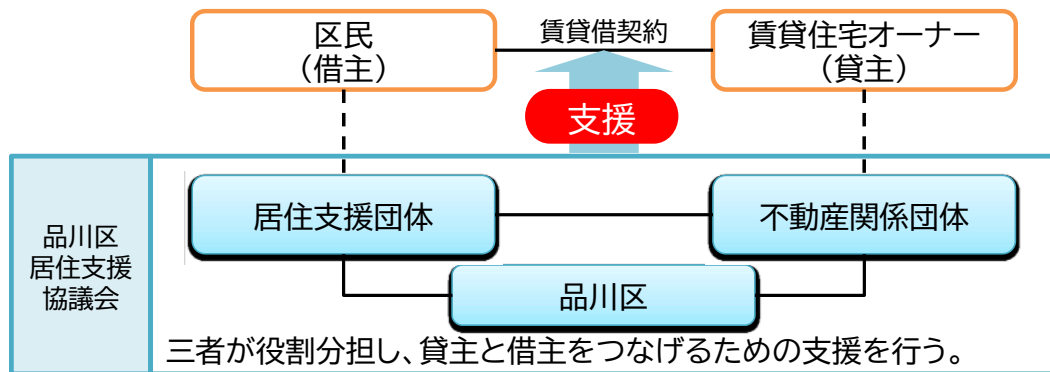 区民
（借主）
賃貸借契約
賃貸住宅オーナー
（貸主）
支援
品川区
居住支援
協議会
居住支援団体
不動産関係団体
品川区
三者が役割分担し、貸主と借主をつなげるための支援を行う。